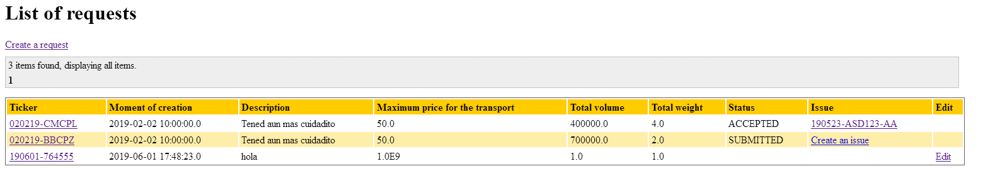 List of requests
Create a request
3 items found, displaying all items.
1
Ticker Moment of creation Description Maximum price for the transport Total volume Total weight Status Issue Edit
020219-CMCPL 2019-02-02 10:00:00.0 Tened aun mas cuidadito 50.0 400000.0 4.0 ACCEPTED 190523-ASD123-AA
020219-BBCPZ 2019-02-02 10:00:00.0 Tened aun mas cuidadito 50.0 700000.0 2.0 SUBMITTED Create an issue
190601-764555 2019-06-01 17:48:23.0 hola 1.0E9 1.0 1.0 Edit